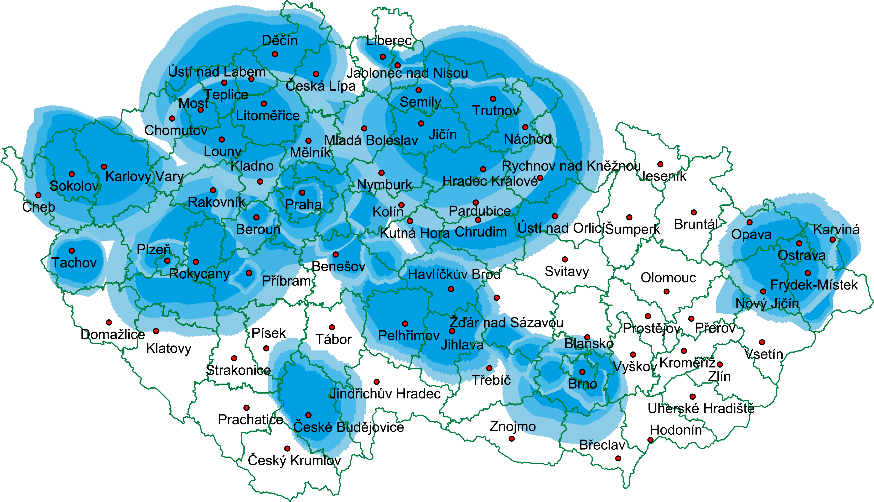 Děčín
Liberec
Ústí nad Labem
Jablonec nad Nisou
Teplice
Česká Lípa
Most
Litoměřice
Semily
Trutnov
Chomutov
Jičín
Náchod
Mladá Boleslav
Louny
Mělník
Kladno
Rychnov nad Kněžnou
Jeseník
Karlovy Vary
Sokolov
Nymburk
Hradec Králové
Cheb
Rakovník
Praha
Kolín
Pardubice
Beroun
Kutná Hora
Chrudim
Ústí nad Orlicí
Šumperk
Bruntál
Opava
Karviná
Plzeň
Ostrava
Tachov
Rokycany
Benešov
Příbram
Havlíčkův Brod
Svitavy
Olomouc
Frýdek-Místek
Nový Jičín
Domažlice
Klatovy
Písek
Tábor
Pelhřimov
Žďár nad Sázavou
Jihlava
Prostějov
Přerov
Blansko
Strakonice
Třebíč
Brno
Vyškov
Kroměříž
Vsetín
Zlín
Jindřichův Hradec
Prachatice
České Budějovice
Uherské Hradiště
Znojmo
Hodonín
Břeclav
Český Krumlov